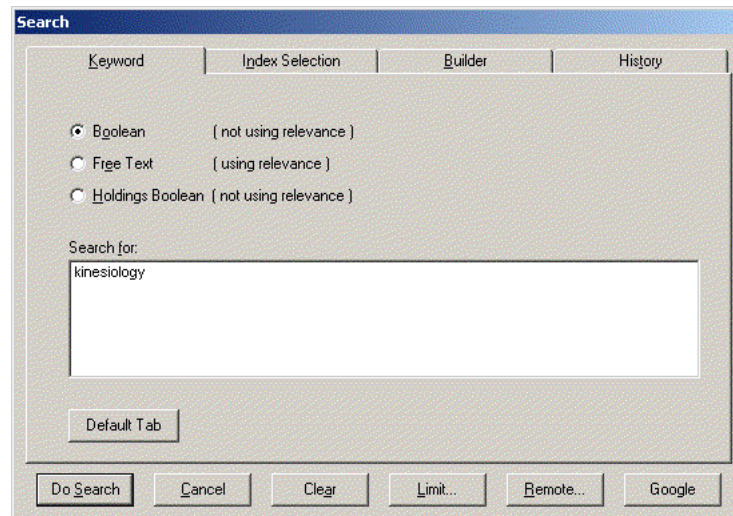 Search
Keyword Index Selection Builder History
Boolean ( not using relevance )
Free Text ( using relevance )
Holdings Boolean ( not using relevance )
Search for:
kinesiology
Default Tab
Do Search Cancel Clear Limit... Remote... Google